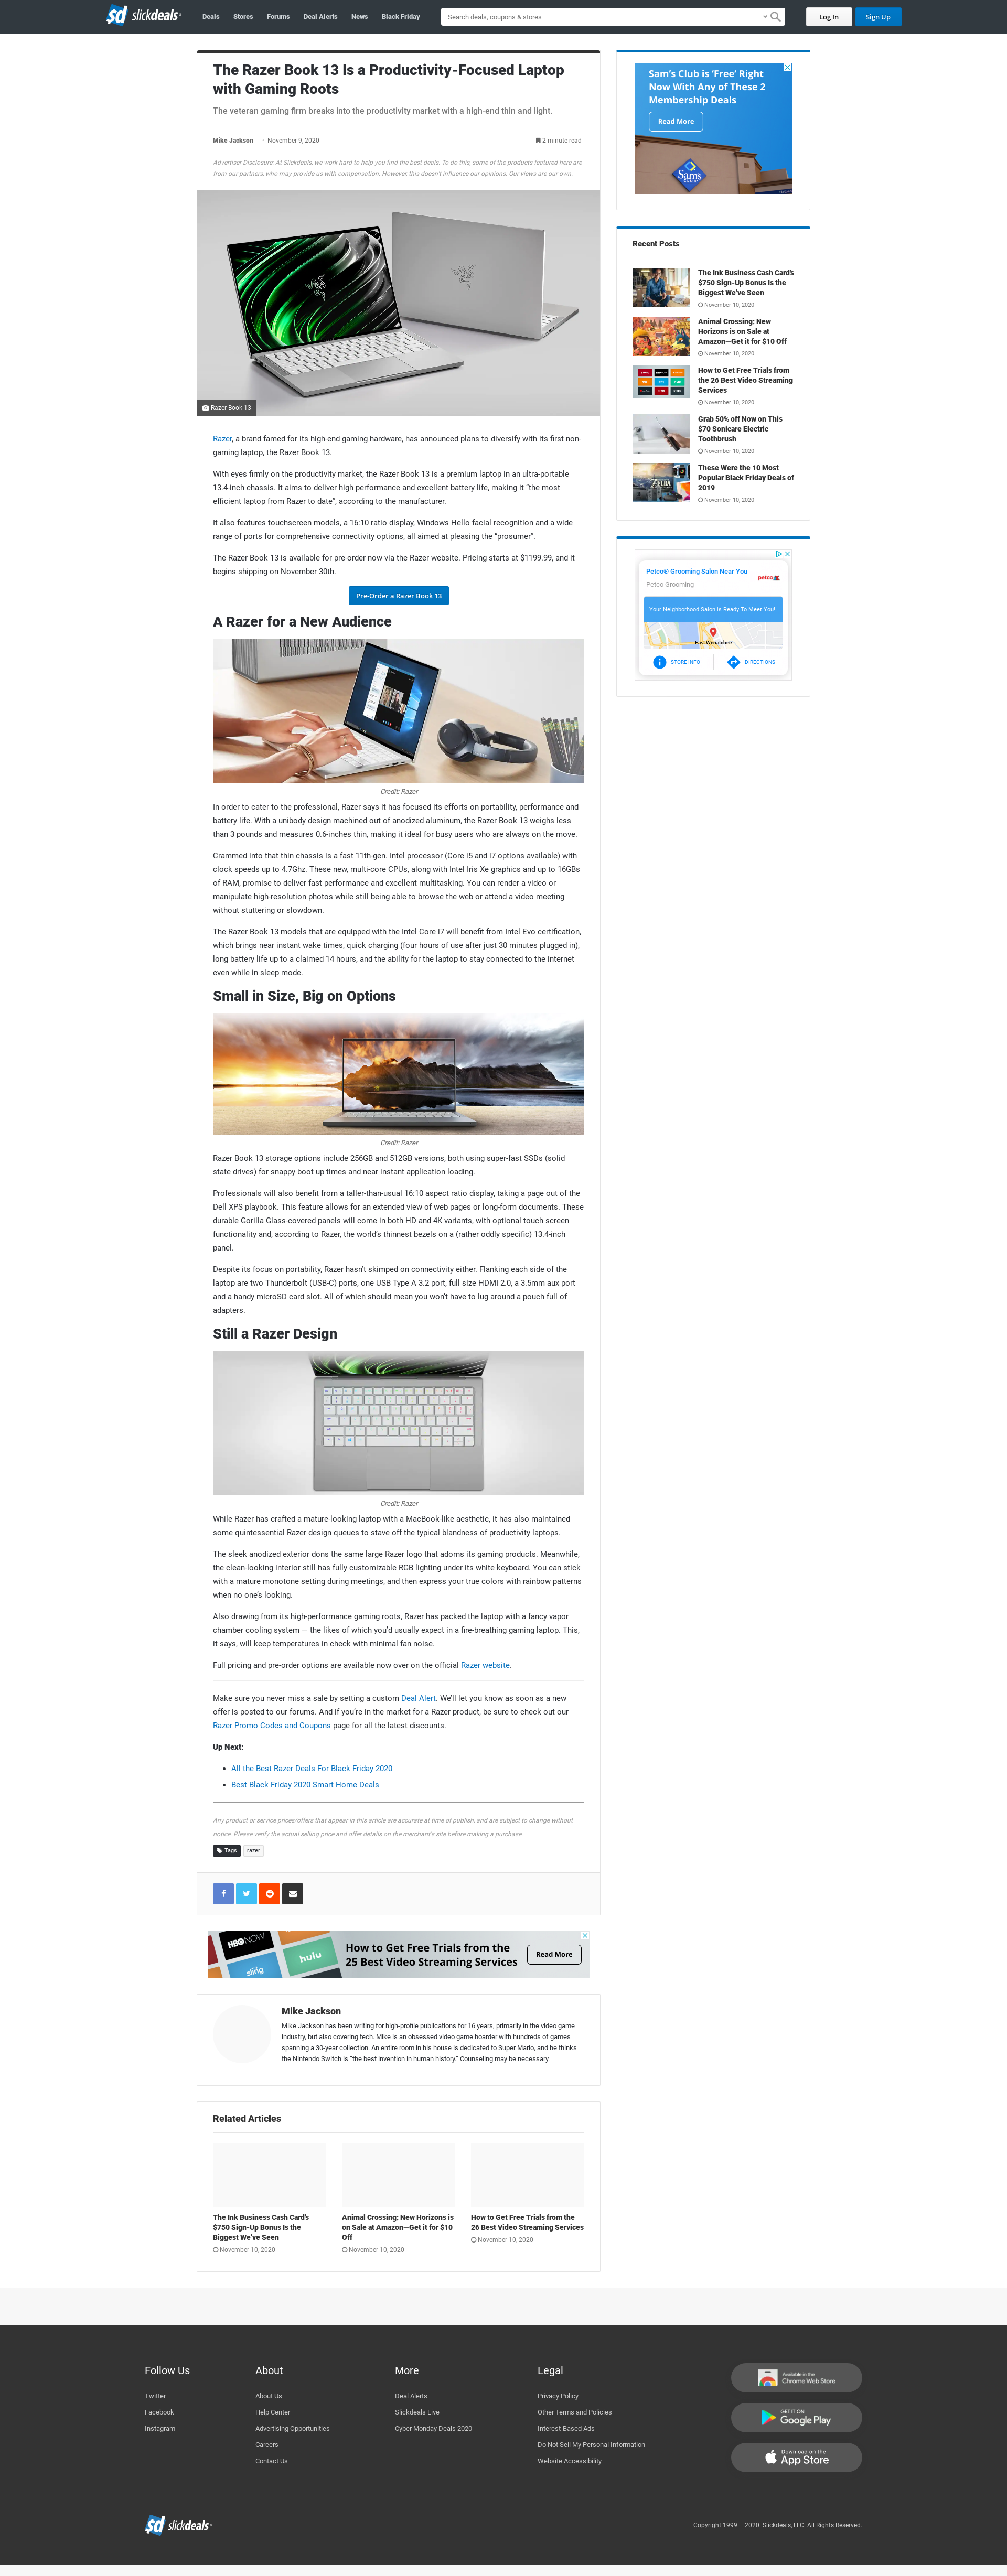 sd slickdeals
Deals Stores Forums Deal Alerts News Black Friday
Search deals, coupons & stores
Log In Sign Up
The Razer Book 13 Is a Productivity-Focused Laptop
with Gaming Roots
The veteran gaming firm breaks into the productivity market with a high-end thin and light.
Mike Jackson · November 9, 2020 2 minute read
Advertiser Disclosure: At Slickdeals, we work hard to help you find the best deals. To do this, some of the products featured here are
from our partners, who may provide us with compensation. However, this doesn't influence our opinions. Our views are our own.
Razer Book 13
Razer, a brand famed for its high-end gaming hardware, has announced plans to diversify with its first non-
gaming laptop, the Razer Book 13.
With eyes firmly on the productivity market, the Razer Book 13 is a premium laptop in an ultra-portable
13.4-inch chassis. It aims to deliver high performance and excellent battery life, making it "the most
efficient laptop from Razer to date", according to the manufacturer.
It also features touchscreen models, a 16:10 ratio display, Windows Hello facial recognition and a wide
range of ports for comprehensive connectivity options, all aimed at pleasing the "prosumer".
The Razer Book 13 is available for pre-order now via the Razer website. Pricing starts at $1199.99, and it
begins shipping on November 30th.
Pre-Order a Razer Book 13
A Razer for a New Audience
Credit: Razer
In order to cater to the professional, Razer says it has focused its efforts on portability, performance and
battery life. With a unibody design machined out of anodized aluminum, the Razer Book 13 weighs less
than 3 pounds and measures 0.6-inches thin, making it ideal for busy users who are always on the move.
Crammed into that thin chassis is a fast 11th-gen. Intel processor (Core i5 and i7 options available) with
clock speeds up to 4.7Ghz. These new, multi-core CPUs, along with Intel Iris Xe graphics and up to 16GBs
of RAM, promise to deliver fast performance and excellent multitasking. You can render a video or
manipulate high-resolution photos while still being able to browse the web or attend a video meeting
without stuttering or slowdown.
The Razer Book 13 models that are equipped with the Intel Core i7 will benefit from Intel Evo certification,
which brings near instant wake times, quick charging (four hours of use after just 30 minutes plugged in),
long battery life up to a claimed 14 hours, and the ability for the laptop to stay connected to the internet
even while in sleep mode.
Small in Size, Big on Options
Credit: Razer
Razer Book 13 storage options include 256GB and 512GB versions, both using super-fast SSDs (solid
state drives) for snappy boot up times and near instant application loading.
Professionals will also benefit from a taller-than-usual 16:10 aspect ratio display, taking a page out of the
Dell XPS playbook. This feature allows for an extended view of web pages or long-form documents. These
durable Gorilla Glass-covered panels will come in both HD and 4K variants, with optional touch screen
functionality and, according to Razer, the world's thinnest bezels on a (rather oddly specific) 13.4-inch
panel.
Despite its focus on portability, Razer hasn't skimped on connectivity either. Flanking each side of the
laptop are two Thunderbolt (USB-C) ports, one USB Type A 3.2 port, full size HDMI 2.0, a 3.5mm aux port
and a handy microSD card slot. All of which should mean you won't have to lug around a pouch full of
adapters.
Still a Razer Design
Credit: Razer
While Razer has crafted a mature-looking laptop with a MacBook-like aesthetic, it has also maintained
some quintessential Razer design queues to stave off the typical blandness of productivity laptops.
The sleek anodized exterior dons the same large Razer logo that adorns its gaming products. Meanwhile,
the clean-looking interior still has fully customizable RGB lighting under its white keyboard. You can stick
with a mature monotone setting during meetings, and then express your true colors with rainbow patterns
when no one's looking.
Also drawing from its high-performance gaming roots, Razer has packed the laptop with a fancy vapor
chamber cooling system — the likes of which you'd usually expect in a fire-breathing gaming laptop. This,
it says, will keep temperatures in check with minimal fan noise.
Full pricing and pre-order options are available now over on the official Razer website.
Make sure you never miss a sale by setting a custom Deal Alert. We'll let you know as soon as a new
offer is posted to our forums. And if you're in the market for a Razer product, be sure to check out our
Razer Promo Codes and Coupons page for all the latest discounts.
Up Next:
• All the Best Razer Deals For Black Friday 2020
• Best Black Friday 2020 Smart Home Deals
Any product or service prices/offers that appear in this article are accurate at time of publish, and are subject to change without
notice. Please verify the actual selling price and offer details on the merchant's site before making a purchase.
Tags razer
HBO NOW
hulu
sling
How to Get Free Trials from the
25 Best Video Streaming Services
Read More
Mike Jackson
Mike Jackson has been writing for high-profile publications for 16 years, primarily in the video game
industry, but also covering tech. Mike is an obsessed video game hoarder with hundreds of games
spanning a 30-year collection. An entire room in his house is dedicated to Super Mario, and he thinks
the Nintendo Switch is "the best invention in human history." Counseling may be necessary.
Related Articles
The Ink Business Cash Card's
$750 Sign-Up Bonus Is the
Biggest We've Seen
November 10, 2020
Animal Crossing: New Horizons is
on Sale at Amazon—Get it for $10
Off
November 10, 2020
How to Get Free Trials from the
26 Best Video Streaming Services
November 10, 2020
Sam's Club is 'Free' Right
Now With Any of These 2
Membership Deals
Read More
Sams
CLUB
Recent Posts
The Ink Business Cash Card's
$750 Sign-Up Bonus Is the
Biggest We've Seen
November 10, 2020
Animal Crossing: New
Horizons is on Sale at
Amazon—Get it for $10 Off
November 10, 2020
How to Get Free Trials from
the 26 Best Video Streaming
Services
November 10, 2020
Grab 50% off Now on This
$70 Sonicare Electric
Toothbrush
November 10, 2020
ZELDA
These Were the 10 Most
Popular Black Friday Deals of
2019
November 10, 2020
Petco® Grooming Salon Near You
Petco Grooming
petco
Your Neighborhood Salon is Ready To Meet You!
East Wenatchee
STORE INFO DIRECTIONS
Follow Us
Twitter
Facebook
Instagram
About
About Us
Help Center
Advertising Opportunities
Careers
Contact Us
More
Deal Alerts
Slickdeals Live
Cyber Monday Deals 2020
Legal
Privacy Policy
Other Terms and Policies
Interest-Based Ads
Do Not Sell My Personal Information
Website Accessibility
Available in the
Chrome Web Store
GET IT ON
Google Play
Download on the
App Store
sd slickdeals
Copyright 1999 – 2020. Slickdeals, LLC. All Rights Reserved.